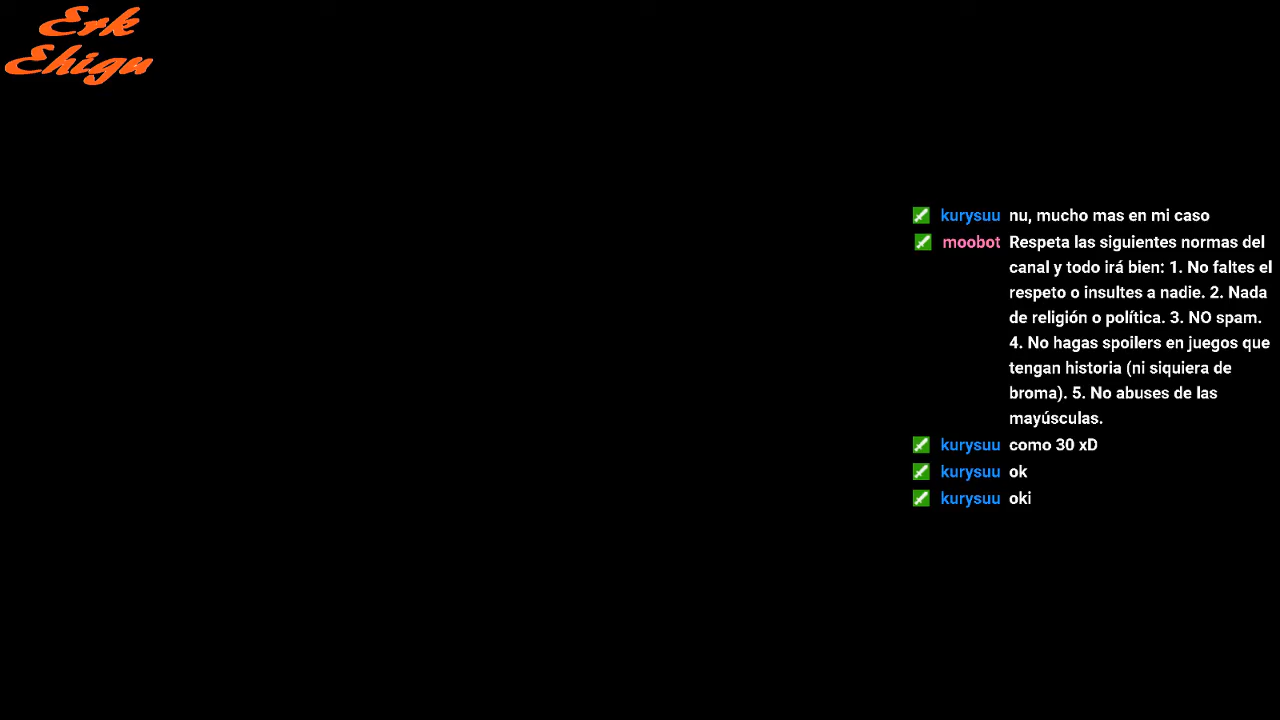 Erk
Ehigu
kurysuu nu, mucho mas en mi caso
moobot Respeta las siguientes normas del
canal y todo irá bien: 1. No faltes el
respeto o insultes a nadie. 2. Nada
de religión o política. 3. NO spam.
4. No hagas spoilers en juegos que
tengan historia (ni siquiera de
broma). 5. No abuses de las
mayúsculas.
kurysuu como 30 xD
kurysuu ok
kurysuu oki